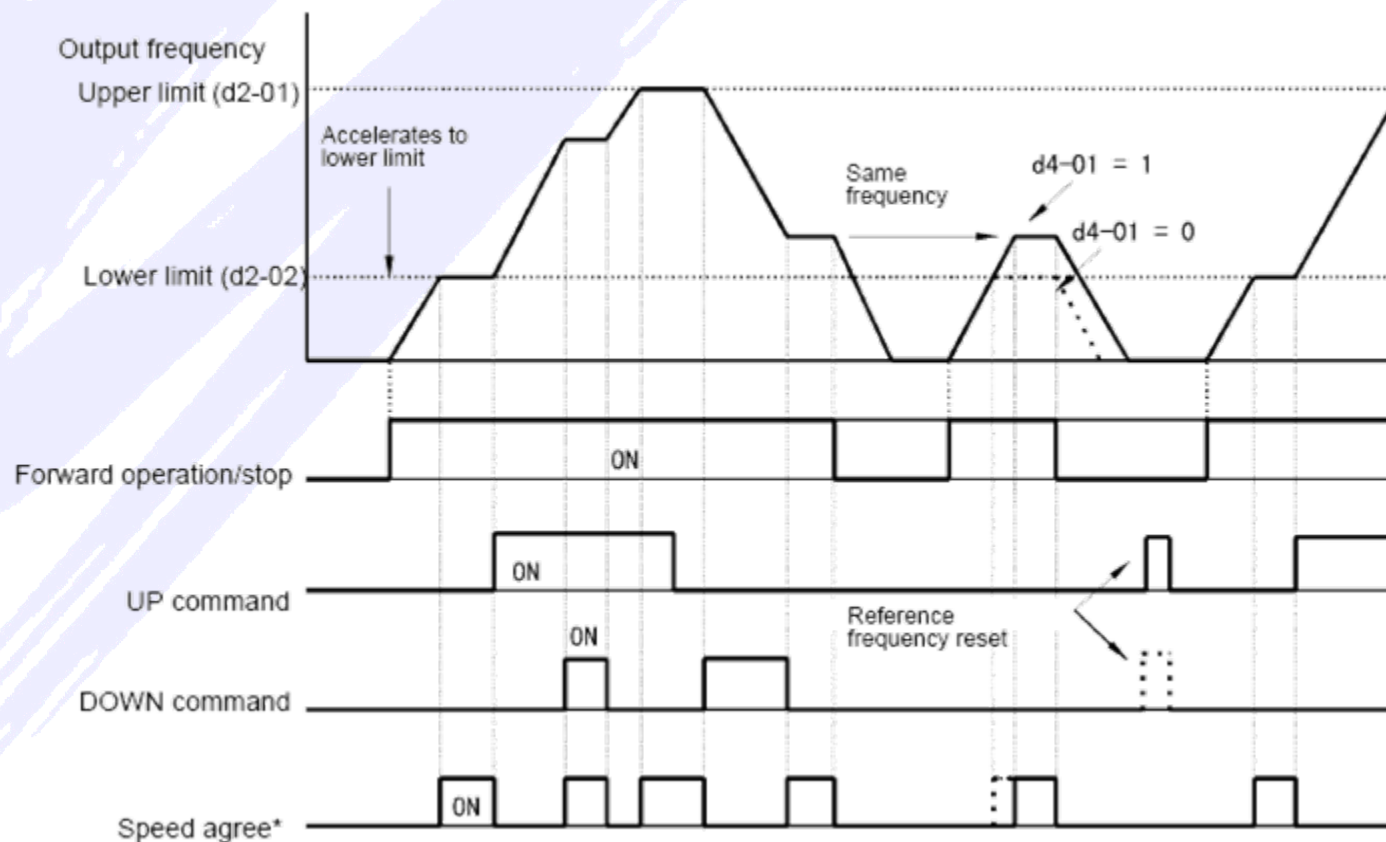 Output frequency
Upper limit (d2-01)
Accelerates to
lower limit
Same
frequency
d4-01 = 1
d4-01 = 0
Lower limit (d2-02)
Forward operation/stop
ON
UP command
ON
Reference
frequency reset
DOWN command
ON
Speed agree*
ON